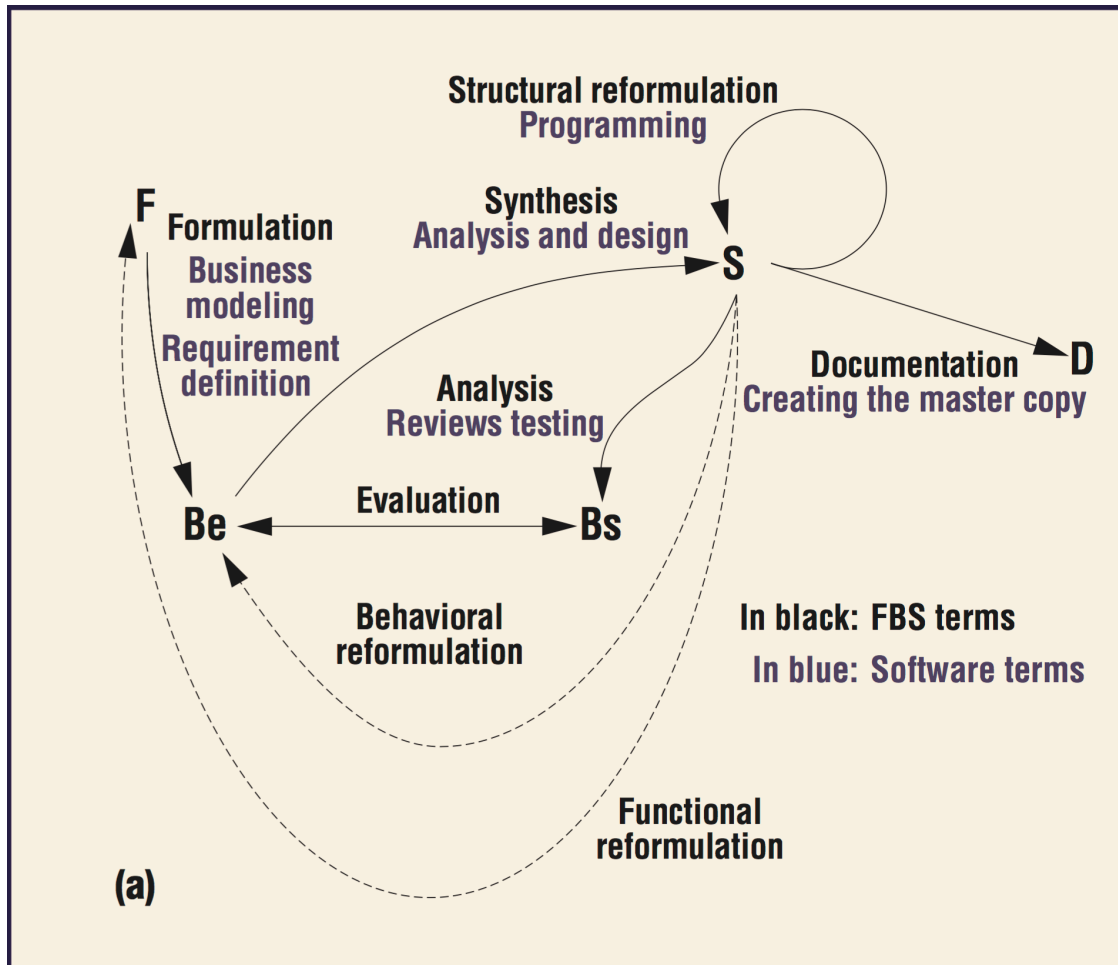 Structural reformulation
Programming
F
Formulation
Business
modeling
Requirement
definition
Synthesis
Analysis and design
S
Documentation
Creating the master copy
D
Analysis
Reviews testing
Be
Evaluation
Bs
Behavioral
reformulation
In black: FBS terms
In blue: Software terms
Functional
reformulation
(a)